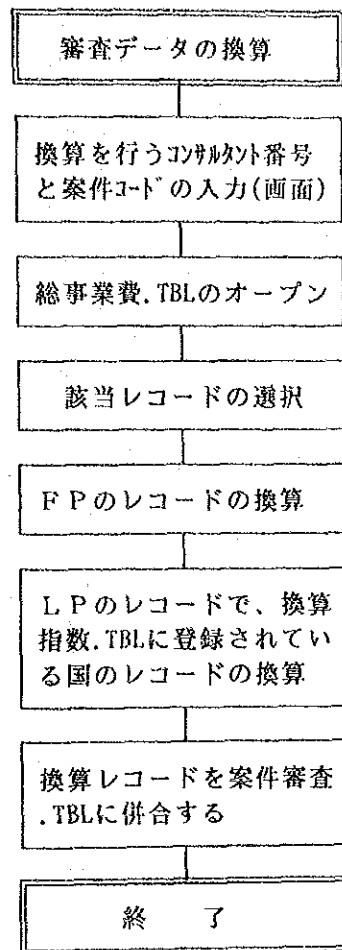 審査データの換算
換算を行うｺﾝｻﾙﾀﾝﾄ番号
と案件ｺｰﾄﾞの入力(画面)
総事業費.TBLのオープン
該当レコードの選択
ＦＰのレコードの換算
ＬＰのレコードで、換算
指数.TBLに登録されてい
る国のレコードの換算
換算レコードを案件審査
.TBLに併合する
終　了